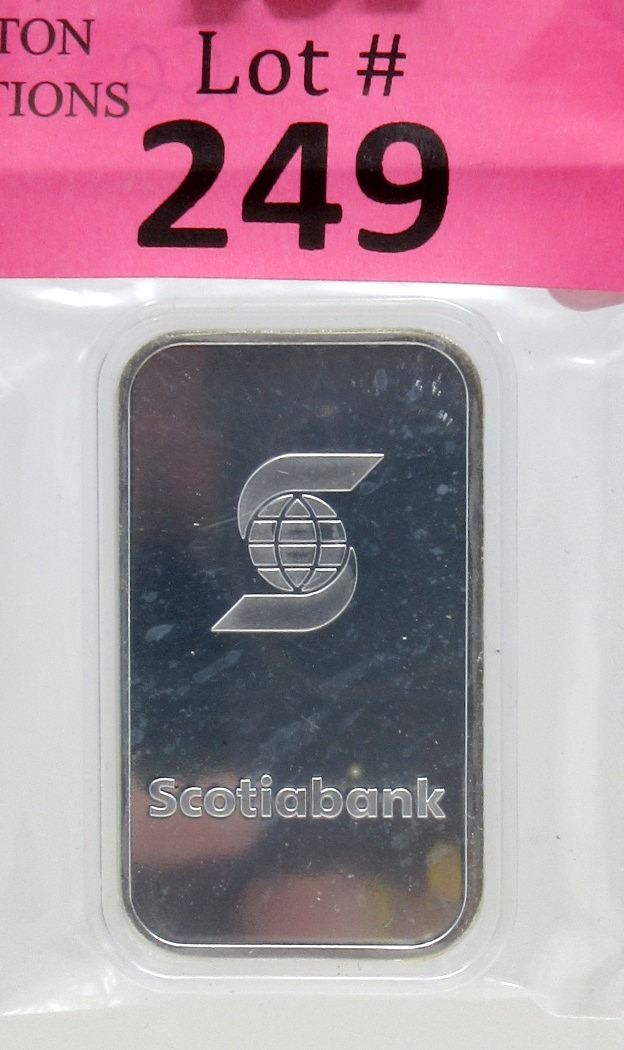 TON
TIONS
Lot #
249
Scotiabank